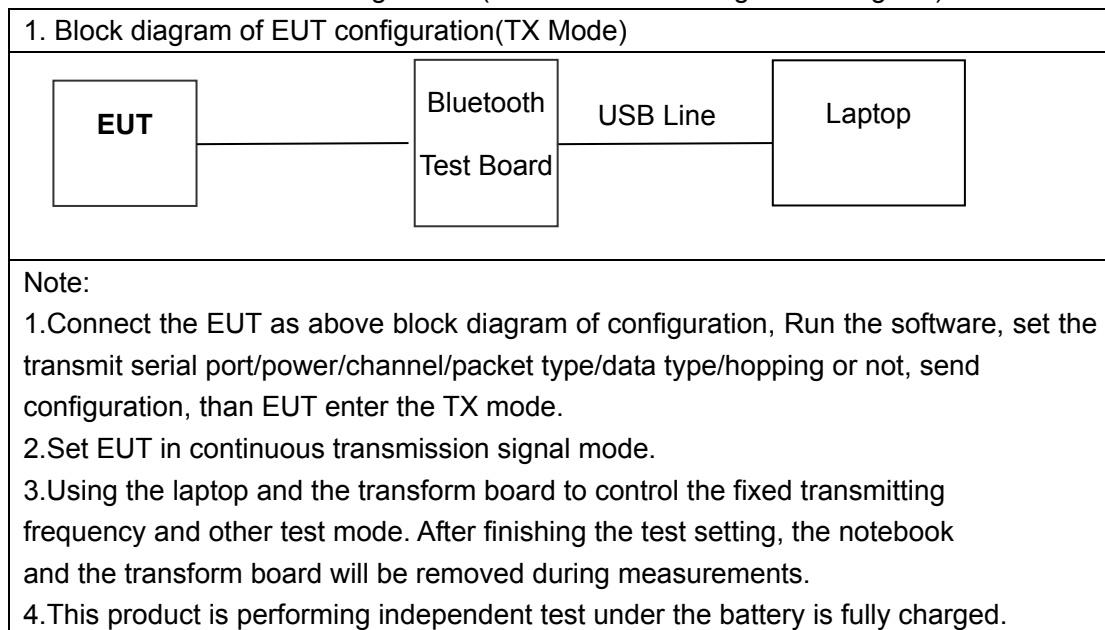 1. Block diagram of EUT configuration(TX Mode)
EUT
Bluetooth
Test Board
USB Line
Laptop
Note:
1.Connect the EUT as above block diagram of configuration, Run the software, set the
transmit serial port/power/channel/packet type/data type/hopping or not, send
configuration, than EUT enter the TX mode.
2.Set EUT in continuous transmission signal mode.
3.Using the laptop and the transform board to control the fixed transmitting
frequency and other test mode. After finishing the test setting, the notebook
and the transform board will be removed during measurements.
4.This product is performing independent test under the battery is fully charged.